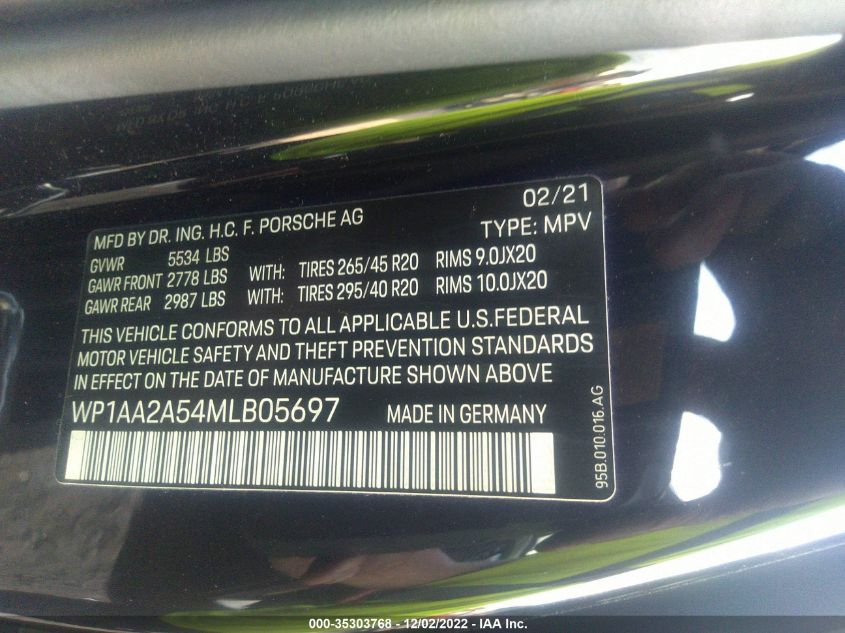 02/21
MFD BY DR. ING. H.C. F. PORSCHE AG TYPE: MPV
GVWR 5534 LBS
GAWR FRONT 2778 LBS WITH: TIRES 265/45 R20 RIMS 9.0JX20
GAWR REAR 2987 LBS WITH: TIRES 295/40 R20 RIMS 10.0JX20
THIS VEHICLE CONFORMS TO ALL APPLICABLE U.S.FEDERAL
MOTOR VEHICLE SAFETY AND THEFT PREVENTION STANDARDS
IN EFFECT ON THE DATE OF MANUFACTURE SHOWN ABOVE
WP1AA2A54MLB05697 MADE IN GERMANY
95B.010.016.AG
000-35303768 - 12/02/2022 - IAA Inc.